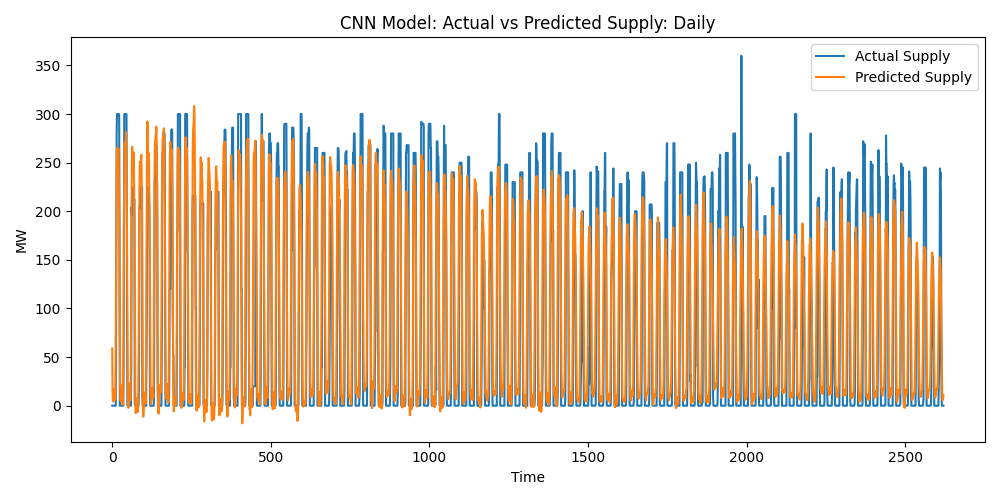 CNN Model: Actual vs Predicted Supply: Daily
Actual Supply
Predicted Supply
MW
350
300
250
200
150
100
50
0
0 500 1000 1500 2000 2500
Time